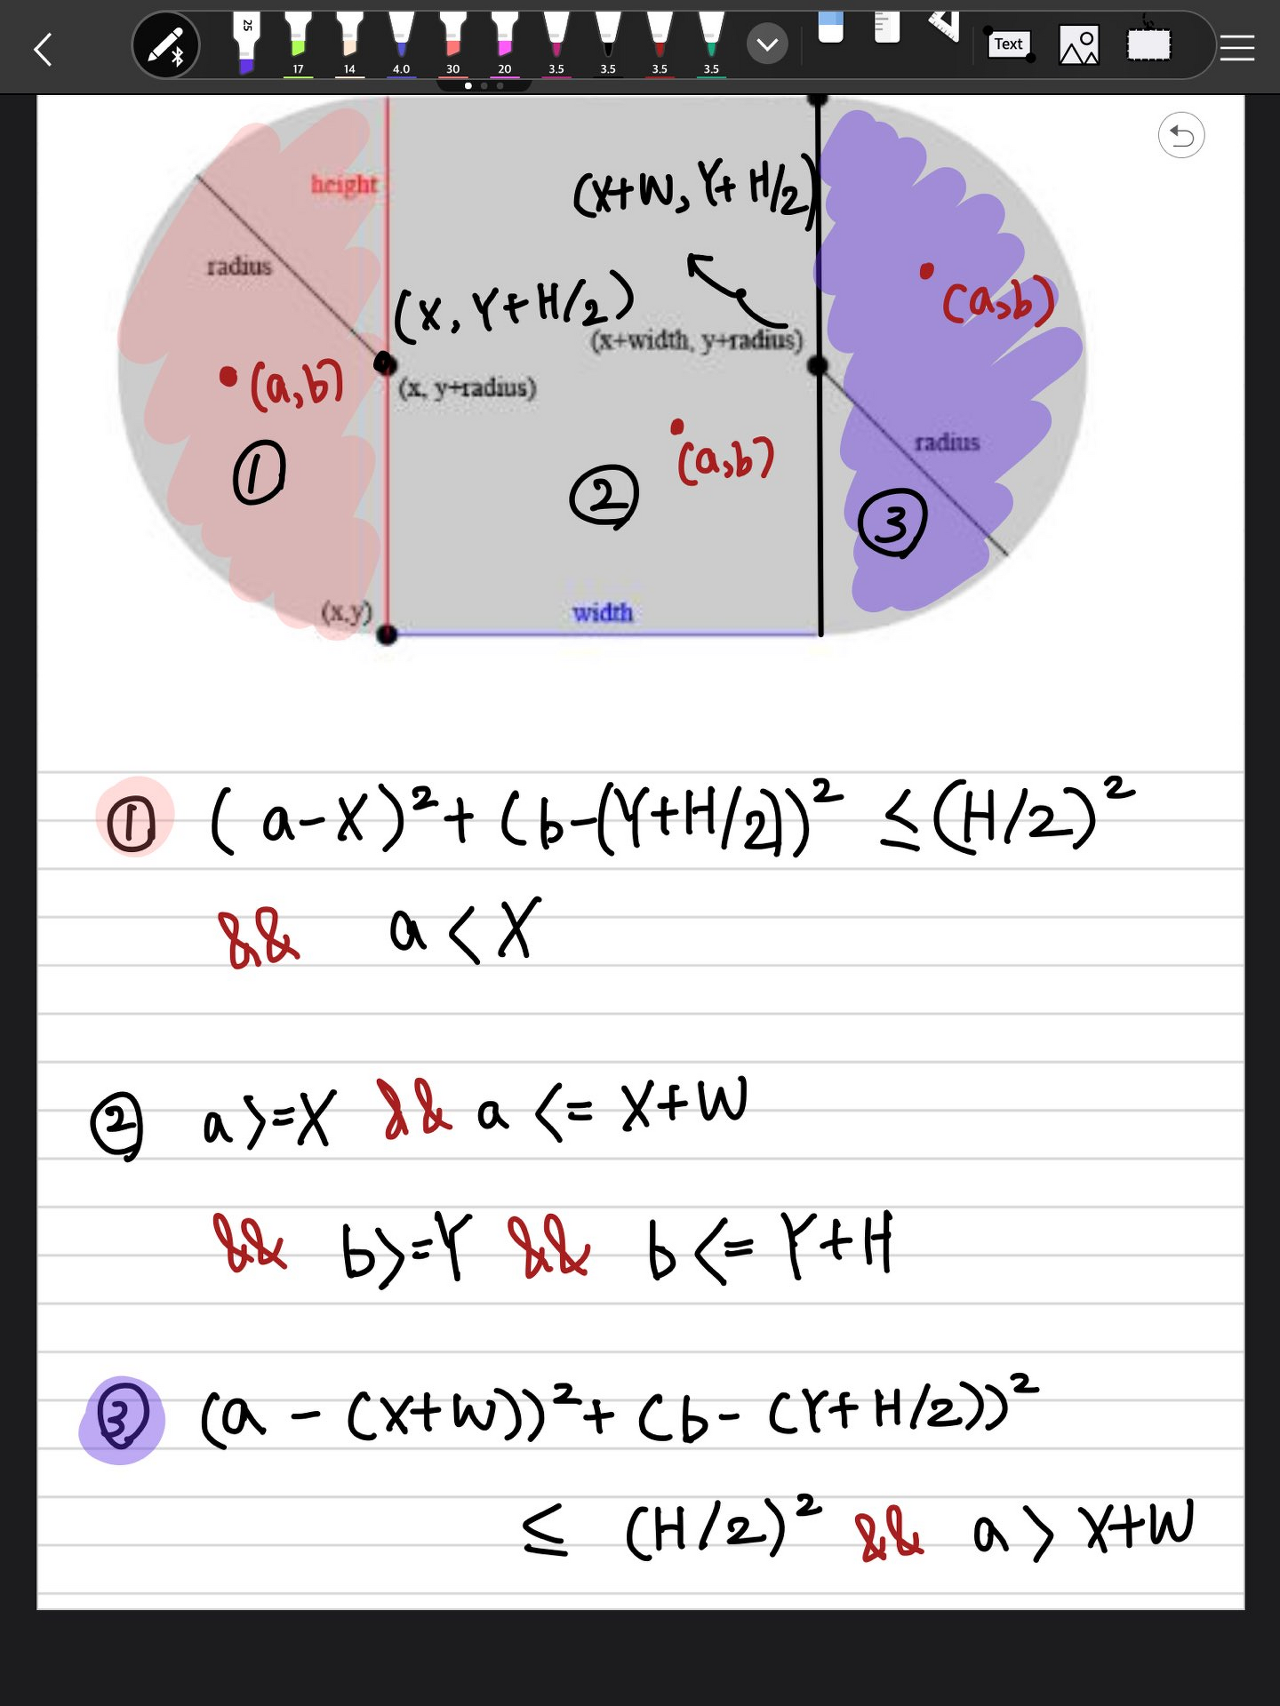 25 17 14 4.0 30 20 3.5 3.5 3.5 3.5 Text
height
(X+W, Y+H/2)
radius
(a,b)
(X, Y+H/2)
(x+width, y+radius)
(a,b)
(x, y+radius)
radius
(a,b)
①
②
③
(x,y)
width
① (a-X)²+(b-(Y+H/2))² ≤(H/2)²
&& a<X
② a>=X && a<=X+W
&& b>=Y && b<=Y+H
③ (a-(X+W))²+(b-(Y+H/2))²
≤ (H/2)² && a>X+W